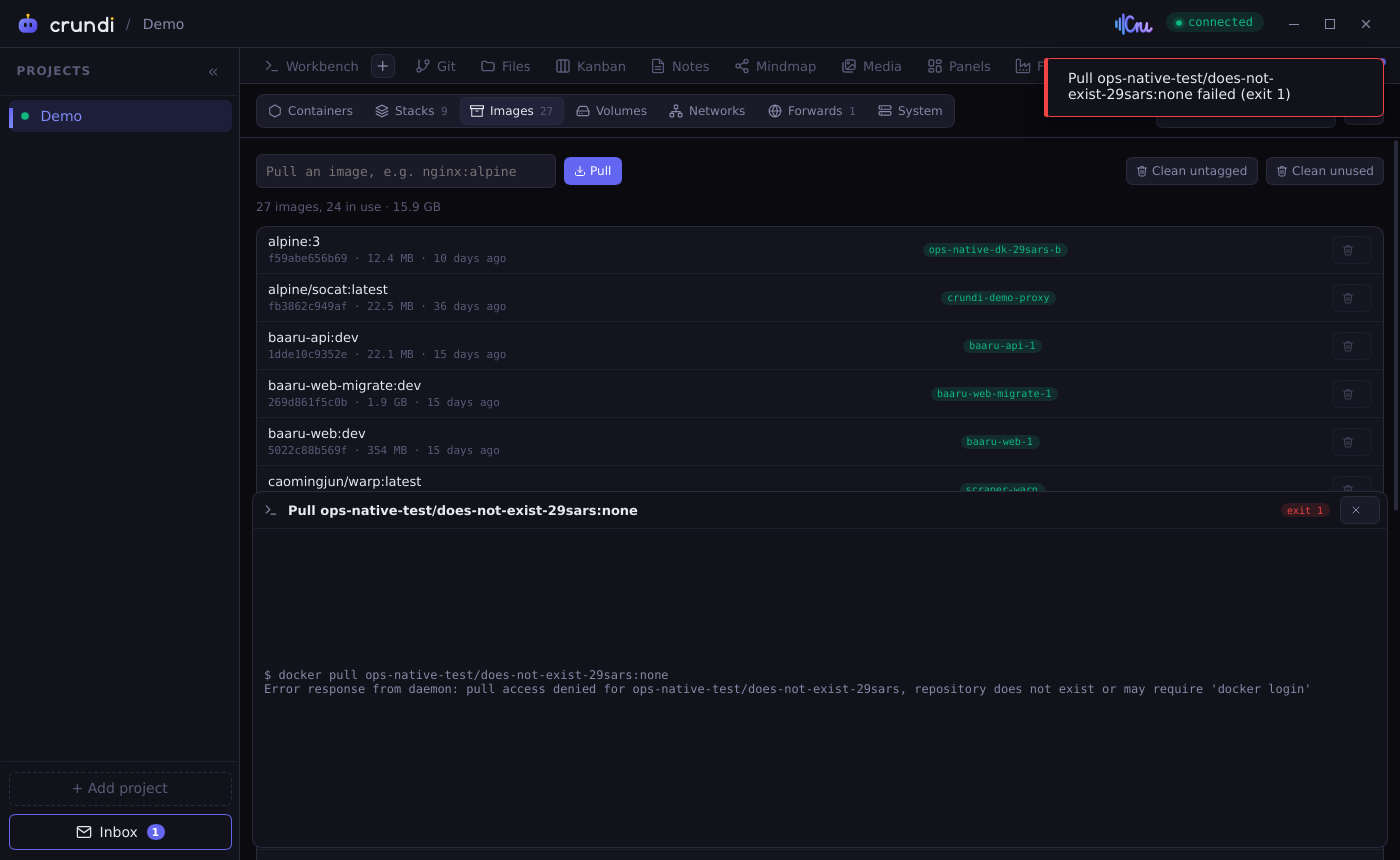 crundi / Demo
Cru
connected
PROJECTS
Demo
+ Add project
Inbox 1
Workbench
Git
Files
Kanban
Notes
Mindmap
Media
Panels
Pull ops-native-test/does-not-
exist-29sars:none failed (exit 1)
Containers
Stacks 9
Images 27
Volumes
Networks
Forwards 1
System
Pull an image, e.g. nginx:alpine
Pull
Clean untagged
Clean unused
27 images, 24 in use · 15.9 GB
alpine:3
f59abe656b69 · 12.4 MB · 10 days ago
ops-native-dk-29sars-b
alpine/socat:latest
fb3862c949af · 22.5 MB · 36 days ago
crundi-demo-proxy
baaru-api:dev
1dde10c9352e · 22.1 MB · 15 days ago
baaru-api-1
baaru-web-migrate:dev
269d861f5c0b · 1.9 GB · 15 days ago
baaru-web-migrate-1
baaru-web:dev
5022c88b569f · 354 MB · 15 days ago
baaru-web-1
caomingjun/warp:latest
scraper-warp
Pull ops-native-test/does-not-exist-29sars:none
exit 1
$ docker pull ops-native-test/does-not-exist-29sars:none
Error response from daemon: pull access denied for ops-native-test/does-not-exist-29sars, repository does not exist or may require 'docker login'